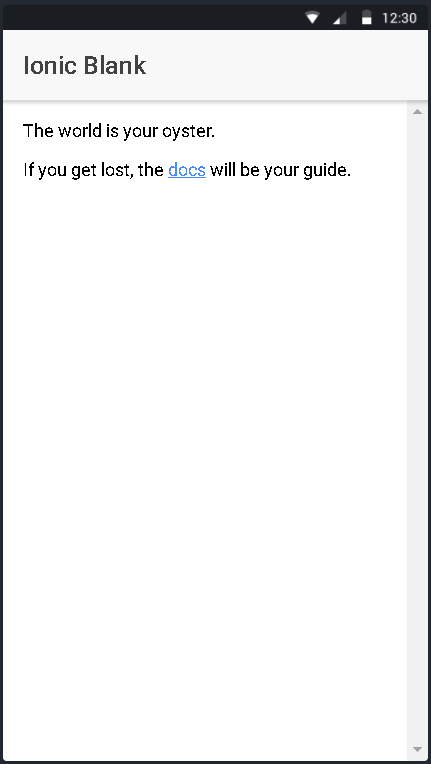 12:30
Ionic Blank
The world is your oyster.
If you get lost, the docs will be your guide.